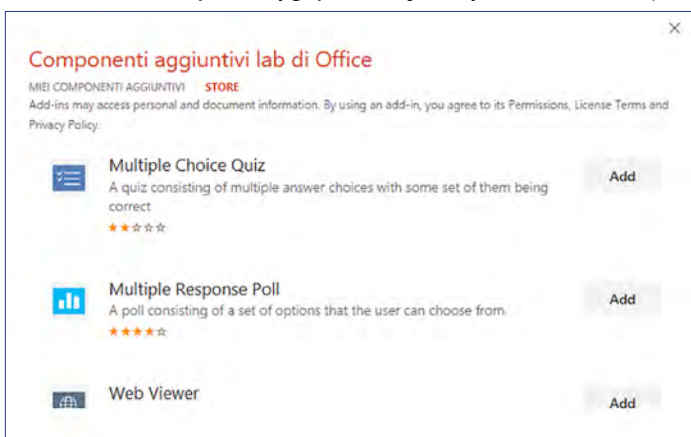 Componenti aggiuntivi lab di Office
MIEI COMPONENTI AGGIUNTIVI STORE
Add-ins may access personal and document information. By using an add-in, you agree to its Permissions, License Terms and
Privacy Policy.
Multiple Choice Quiz
A quiz consisting of multiple answer choices with some set of them being
correct
Add
Multiple Response Poll
A poll consisting of a set of options that the user can choose from.
Add
Web Viewer
Add